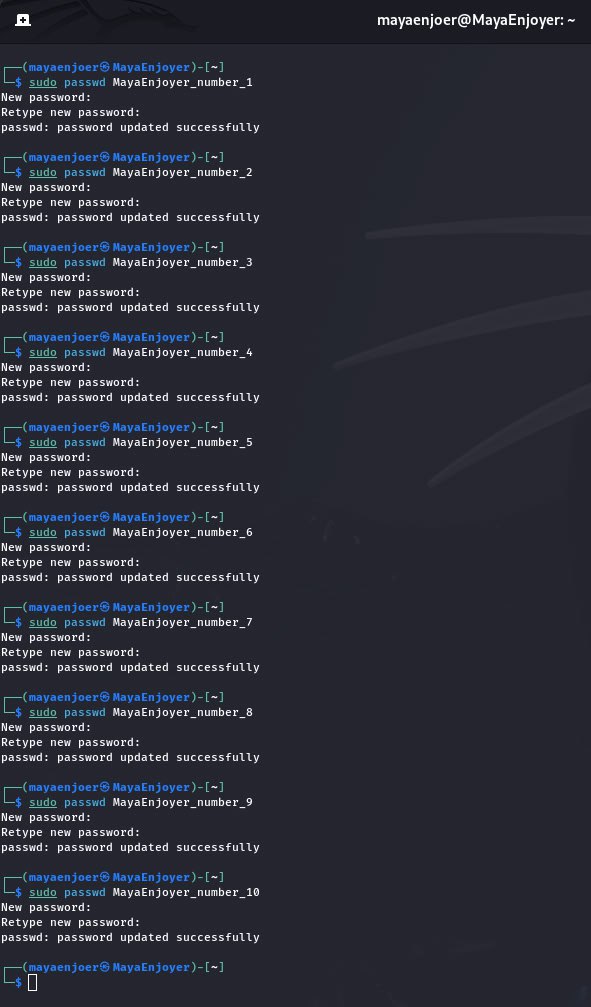 mayaenjoer@MayaEnjoyer: ~
┌──(mayaenjoer㉿MayaEnjoyer)-[~]
└─$ sudo passwd MayaEnjoyer_number_1
New password:
Retype new password:
passwd: password updated successfully
┌──(mayaenjoer㉿MayaEnjoyer)-[~]
└─$ sudo passwd MayaEnjoyer_number_2
New password:
Retype new password:
passwd: password updated successfully
┌──(mayaenjoer㉿MayaEnjoyer)-[~]
└─$ sudo passwd MayaEnjoyer_number_3
New password:
Retype new password:
passwd: password updated successfully
┌──(mayaenjoer㉿MayaEnjoyer)-[~]
└─$ sudo passwd MayaEnjoyer_number_4
New password:
Retype new password:
passwd: password updated successfully
┌──(mayaenjoer㉿MayaEnjoyer)-[~]
└─$ sudo passwd MayaEnjoyer_number_5
New password:
Retype new password:
passwd: password updated successfully
┌──(mayaenjoer㉿MayaEnjoyer)-[~]
└─$ sudo passwd MayaEnjoyer_number_6
New password:
Retype new password:
passwd: password updated successfully
┌──(mayaenjoer㉿MayaEnjoyer)-[~]
└─$ sudo passwd MayaEnjoyer_number_7
New password:
Retype new password:
passwd: password updated successfully
┌──(mayaenjoer㉿MayaEnjoyer)-[~]
└─$ sudo passwd MayaEnjoyer_number_8
New password:
Retype new password:
passwd: password updated successfully
┌──(mayaenjoer㉿MayaEnjoyer)-[~]
└─$ sudo passwd MayaEnjoyer_number_9
New password:
Retype new password:
passwd: password updated successfully
┌──(mayaenjoer㉿MayaEnjoyer)-[~]
└─$ sudo passwd MayaEnjoyer_number_10
New password:
Retype new password:
passwd: password updated successfully
┌──(mayaenjoer㉿MayaEnjoyer)-[~]
└─$